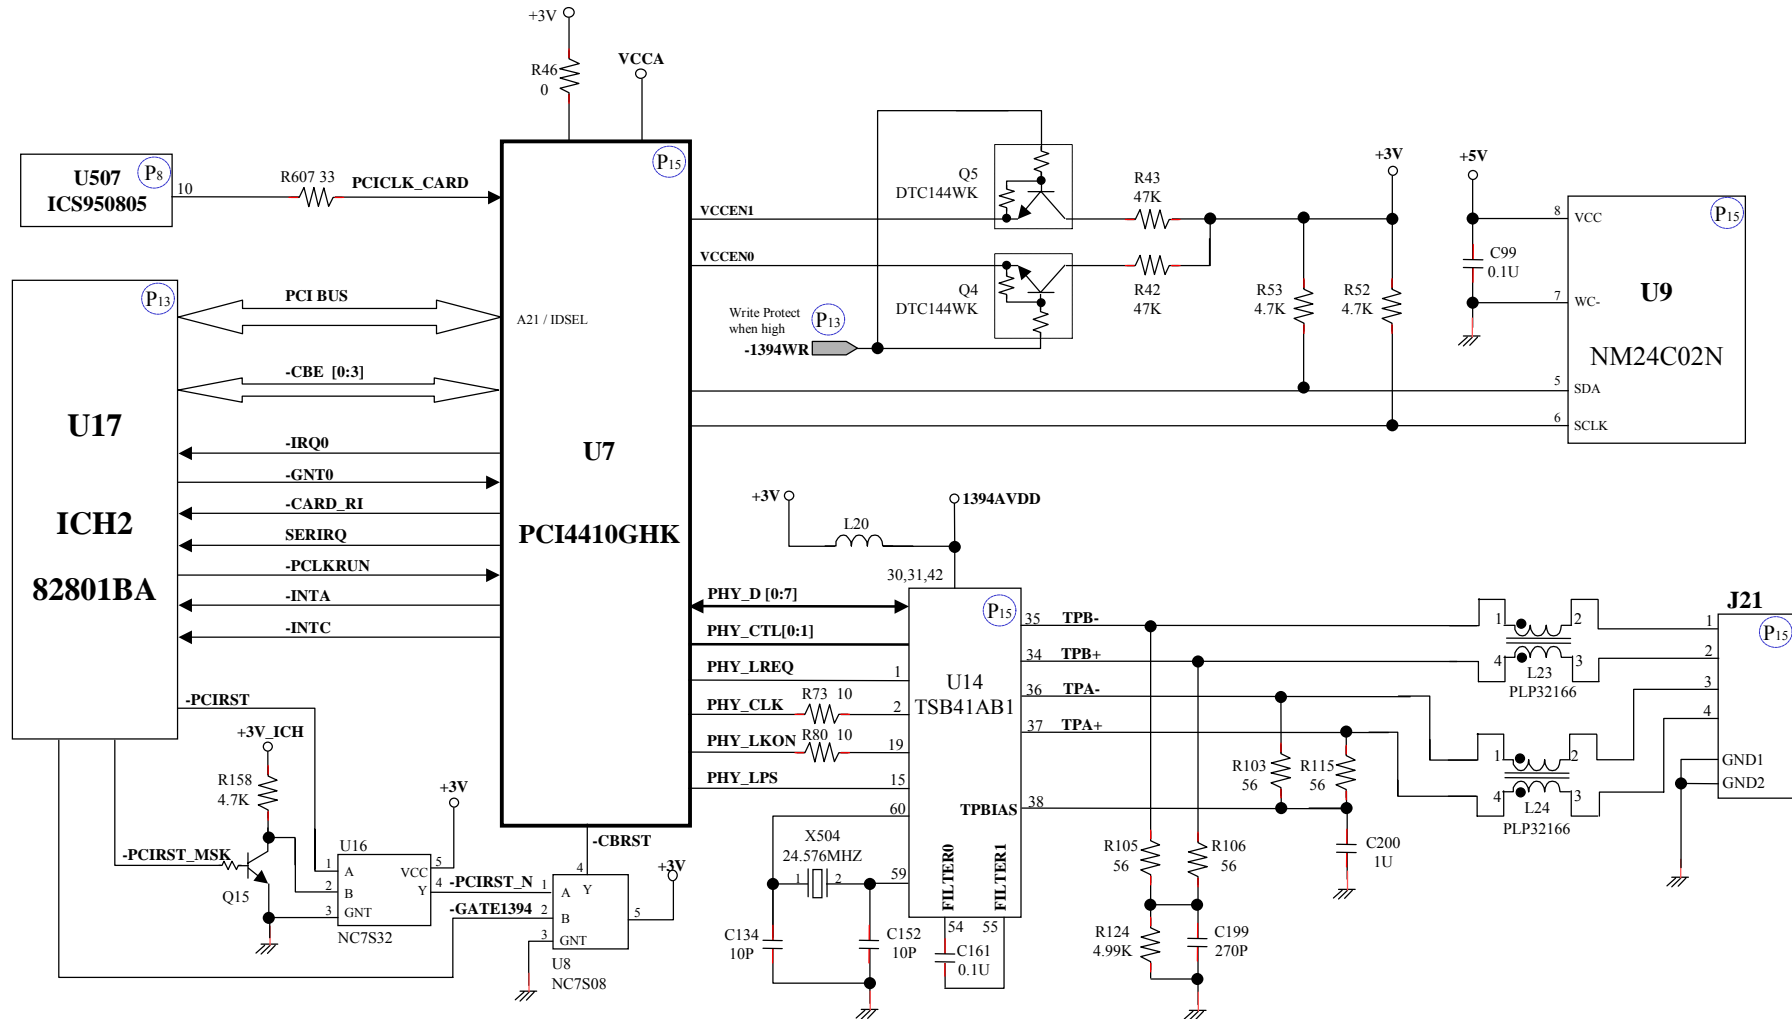 +3V
R46
0
VCCA
U507
ICS950805
P8
10
R607 33
PCICLK_CARD
P15
U7
PCI4410GHK
A21 / IDSEL
P13
U17
ICH2
82801BA
PCI BUS
-CBE [0:3]
-IRQ0
-GNT0
-CARD_RI
SERIRQ
-PCLKRUN
-INTA
-INTC
-PCIRST
+3V_ICH
R158
4.7K
-PCIRST_MSK
Q15
U16
1 A
2 B
3 GNT
VCC 5
Y 4
NC7S32
+3V
-PCIRST_N
-GATE1394
-CBRST
4
Y
1 A
2 B
3 GNT
5
+3V
U8
NC7S08
VCCEN1
VCCEN0
Q5
DTC144WK
Q4
DTC144WK
Write Protect
when high
P13
-1394WR
R43
47K
R42
47K
R53
4.7K
R52
4.7K
+3V
+5V
C99
0.1U
8 VCC
7 WC-
5 SDA
6 SCLK
P15
U9
NM24C02N
+3V
L20
1394AVDD
30,31,42
P15
U14
TSB41AB1
PHY_D [0:7]
PHY_CTL[0:1]
PHY_LREQ
1
PHY_CLK
R73 10
2
PHY_LKON
R80 10
19
PHY_LPS
15
60
X504
24.576MHZ
1 2
59
C134
10P
C152
10P
FILTER0
FILTER1
54 55
C161
0.1U
35 TPB-
34 TPB+
36 TPA-
37 TPA+
TPBIAS 38
R103
56
R115
56
C200
1U
R105
56
R106
56
R124
4.99K
C199
270P
1 2
4 3
L23
PLP32166
1 2
4 3
L24
PLP32166
J21
P15
1
2
3
4
GND1
GND2